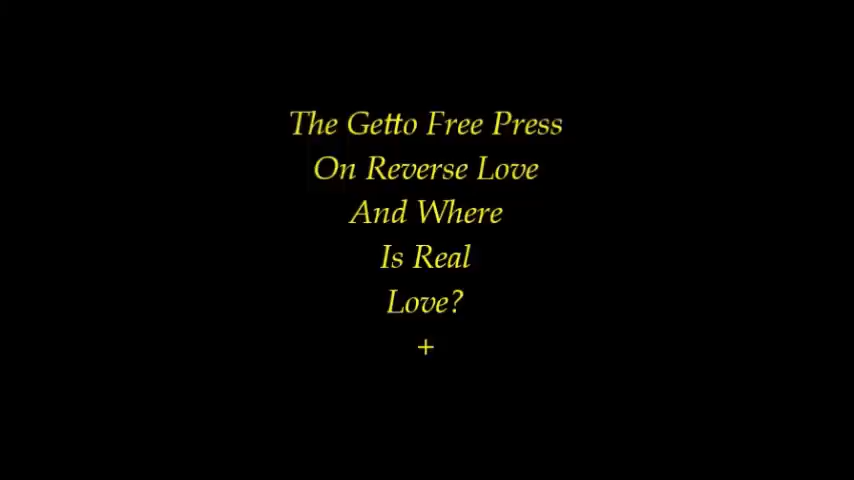 The Getto Free Press
On Reverse Love
And Where
Is Real
Love?
+